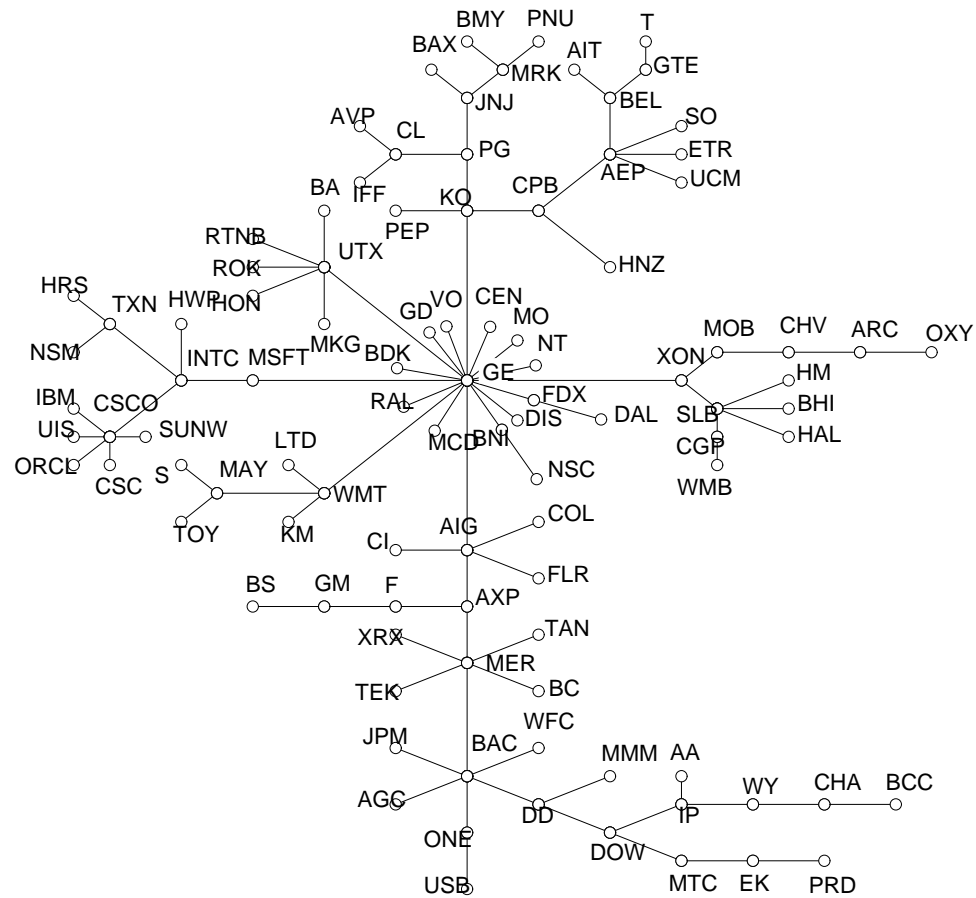 BMY
PNU
T
BAX
MRK
AIT
GTE
JNJ
BEL
AVP
CL
SO
PG
ETR
AEP
IFF
BA
KO
CPB
UCM
PEP
RTNB
UTX
ROK
HNZ
HRS
TXN
HWP
HON
VO
CEN
GD
MO
MOB
CHV
ARC
OXY
NSM
INTC
MSFT
MKG
BDK
NT
XON
GE
HM
IBM
CSCO
RAL
FDX
BHI
UIS
SUNW
DIS
DAL
SLB
LTD
MCD
BNI
CGP
HAL
ORCL
CSC
S
MAY
WMT
NSC
WMB
TOY
KM
AIG
COL
CI
FLR
BS
GM
F
AXP
XRX
TAN
MER
TEK
BC
JPM
BAC
WFC
MMM
AA
WY
CHA
BCC
AGC
DD
IP
ONE
DOW
USB
MTC
EK
PRD